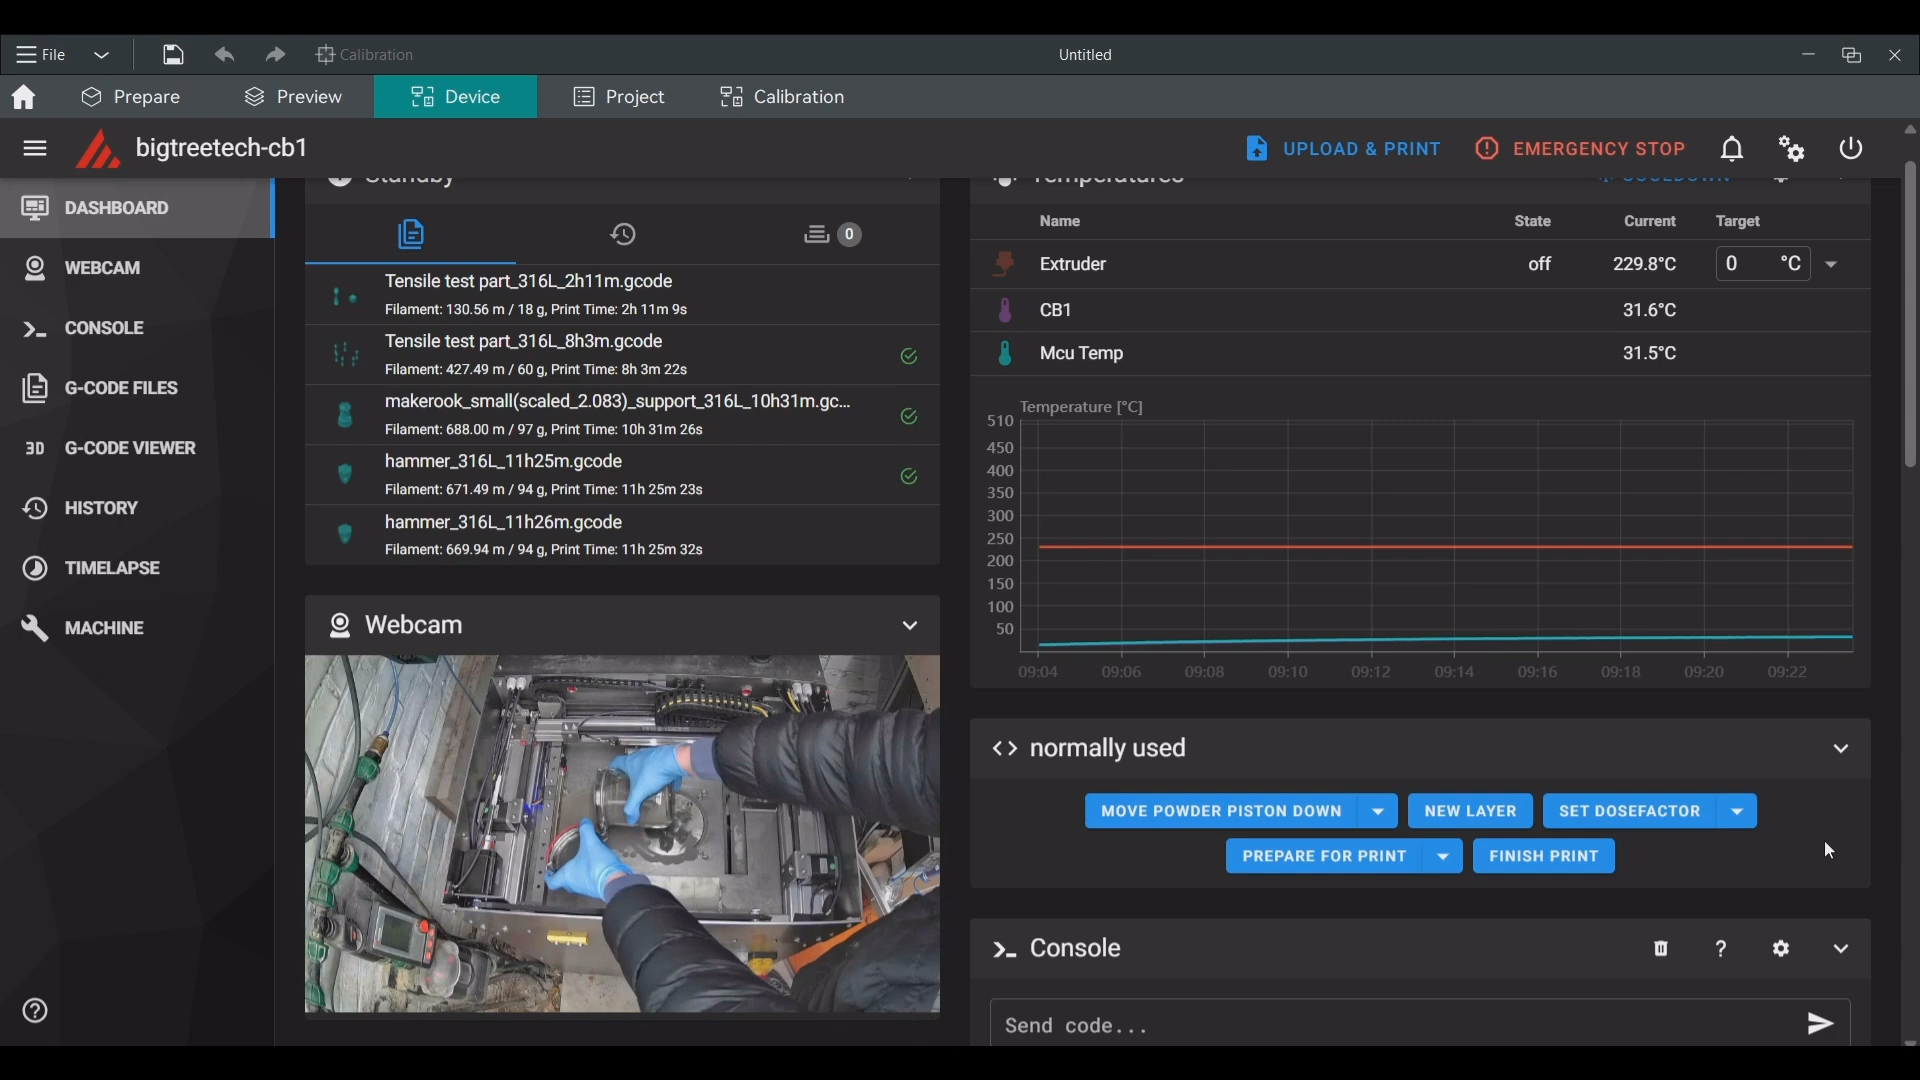 File
Calibration
Untitled
Prepare
Preview
Device
Project
Calibration
bigtreetech-cb1
UPLOAD & PRINT
EMERGENCY STOP
DASHBOARD
WEBCAM
CONSOLE
G-CODE FILES
3D G-CODE VIEWER
HISTORY
TIMELAPSE
MACHINE
Standby
0
Tensile test part_316L_2h11m.gcode
Filament: 130.56 m / 18 g, Print Time: 2h 11m 9s
Tensile test part_316L_8h3m.gcode
Filament: 427.49 m / 60 g, Print Time: 8h 3m 22s
makerook_small(scaled_2.083)_support_316L_10h31m.gc...
Filament: 688.00 m / 97 g, Print Time: 10h 31m 26s
hammer_316L_11h25m.gcode
Filament: 671.49 m / 94 g, Print Time: 11h 25m 23s
hammer_316L_11h26m.gcode
Filament: 669.94 m / 94 g, Print Time: 11h 25m 32s
Webcam
Temperatures
COOLDOWN
Name State Current Target
Extruder off 229.8°C 0 °C
CB1 31.6°C
Mcu Temp 31.5°C
Temperature [°C]
510
450
400
350
300
250
200
150
100
50
09:04 09:06 09:08 09:10 09:12 09:14 09:16 09:18 09:20 09:22
normally used
MOVE POWDER PISTON DOWN
NEW LAYER
SET DOSEFACTOR
PREPARE FOR PRINT
FINISH PRINT
Console
?
Send code...